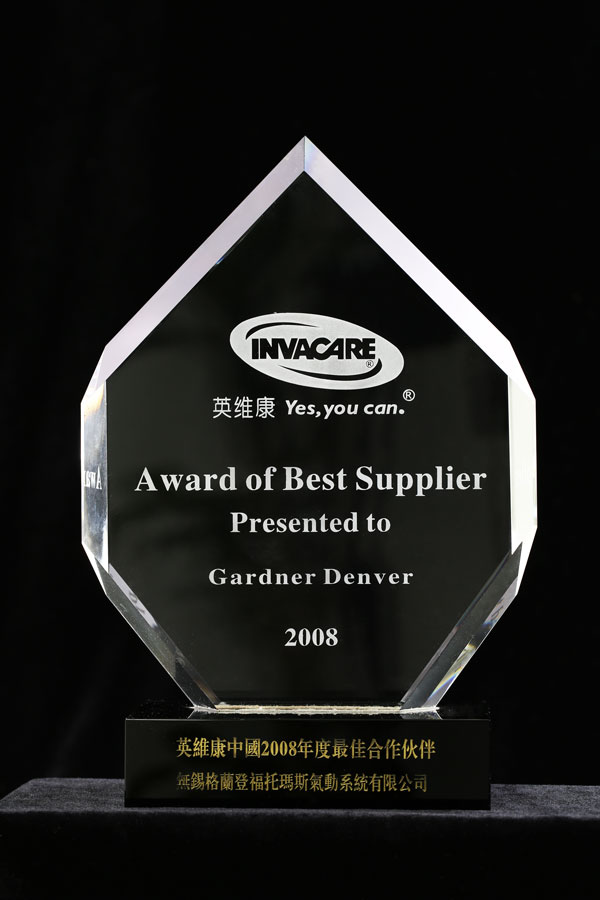 INVACARE®
英维康 Yes, you can.®
Award of Best Supplier
Presented to
Gardner Denver
2008
英維康中國2008年度最佳合作伙伴
無錫格蘭登福托瑪斯氣動系統有限公司